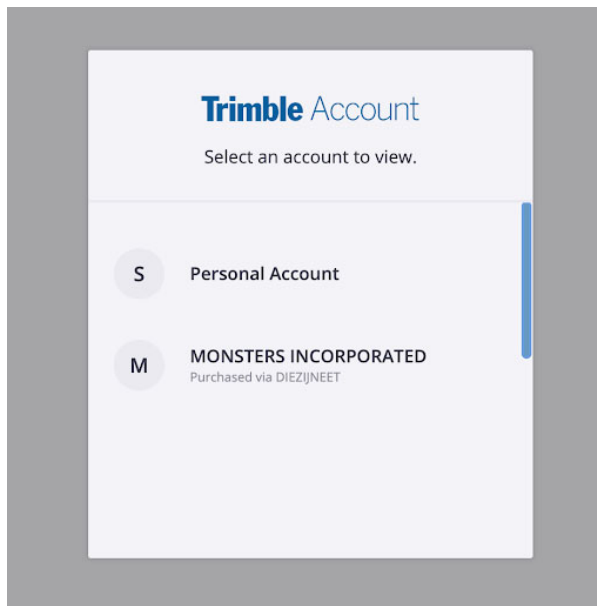 Trimble Account
Select an account to view.
S
Personal Account
M
MONSTERS INCORPORATED
Purchased via DIEZIJNEET